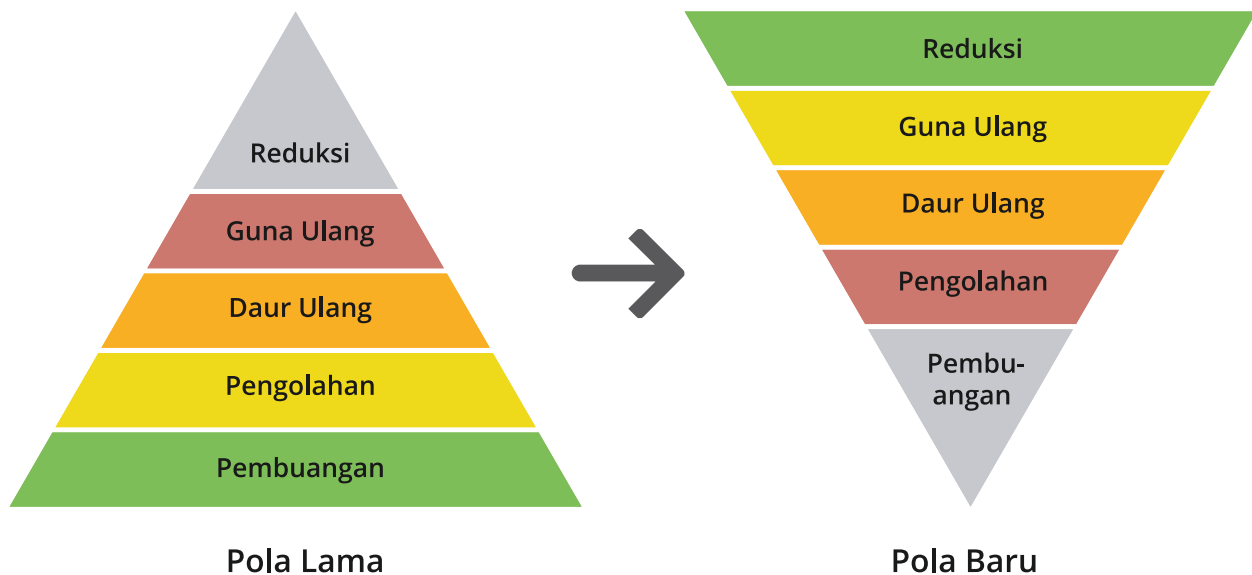 Reduksi
Guna Ulang
Daur Ulang
Pengolahan
Pembuangan
Pola Lama
Reduksi
Guna Ulang
Daur Ulang
Pengolahan
Pembu-
angan
Pola Baru